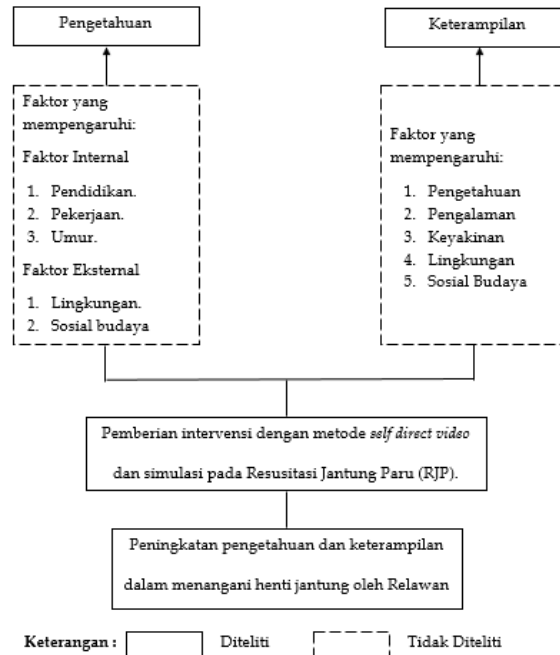 Pengetahuan
Faktor yang
mempengaruhi:
Faktor Internal
1. Pendidikan.
2. Pekerjaan.
3. Umur.
Faktor Eksternal
1. Lingkungan.
2. Sosial budaya
Keterampilan
Faktor yang
mempengaruhi:
1. Pengetahuan
2. Pengalaman
3. Keyakinan
4. Lingkungan
5. Sosial Budaya
Pemberian intervensi dengan metode self direct video
dan simulasi pada Resusitasi Jantung Paru (RJP).
Peningkatan pengetahuan dan keterampilan
dalam menangani henti jantung oleh Relawan
Keterangan : Diteliti Tidak Diteliti